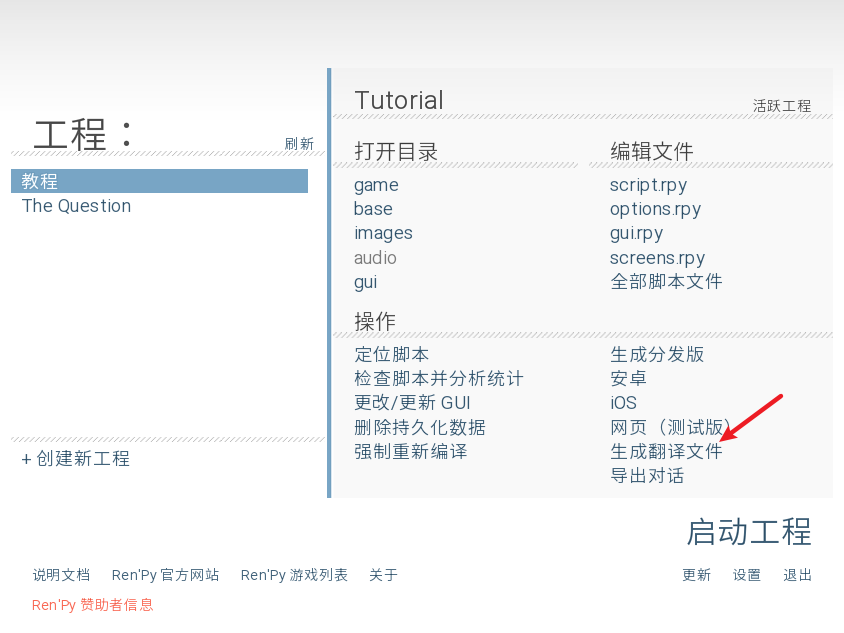 工程：
刷新
教程
The Question
+ 创建新工程
Tutorial
活跃工程
打开目录
game
base
images
audio
gui
编辑文件
script.rpy
options.rpy
gui.rpy
screens.rpy
全部脚本文件
操作
定位脚本
检查脚本并分析统计
更改/更新 GUI
删除持久化数据
强制重新编译
生成分发版
安卓
iOS
网页（测试版）
生成翻译文件
导出对话
启动工程
说明文档 Ren'Py 官方网站 Ren'Py 游戏列表 关于
更新 设置 退出
Ren'Py 赞助者信息